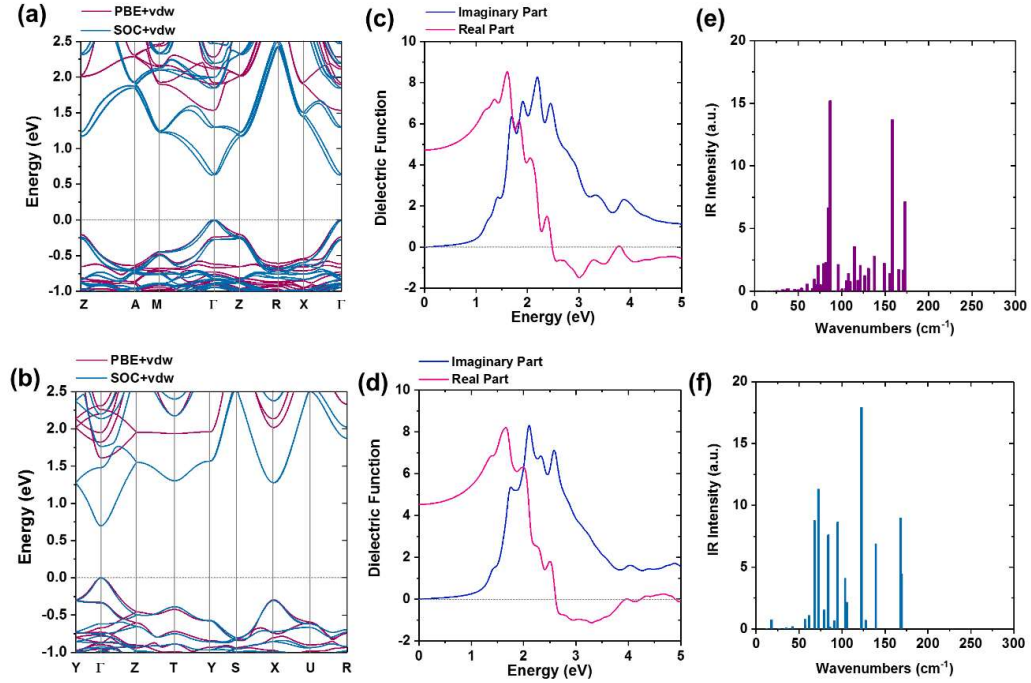 (a)
PBE+vdw
SOC+vdw
2.5
2.0
1.5
1.0
0.5
0.0
-0.5
-1.0
Energy (eV)
Z A M Γ Z R X Γ
(c)
Imaginary Part
Real Part
10
8
6
4
2
0
-2
Dielectric Function
0 1 2 3 4 5
Energy (eV)
(e)
20
15
10
5
0
IR Intensity (a.u.)
0 50 100 150 200 250 300
Wavenumbers (cm⁻¹)
(b)
PBE+vdw
SOC+vdw
2.5
2.0
1.5
1.0
0.5
0.0
-0.5
-1.0
Energy (eV)
Y Γ Z T Y S X U R
(d)
Imaginary Part
Real Part
10
8
6
4
2
0
-2
Dielectric Function
0 1 2 3 4 5
Energy (eV)
(f)
20
15
10
5
0
IR Intensity (a.u.)
0 50 100 150 200 250 300
Wavenumbers (cm⁻¹)